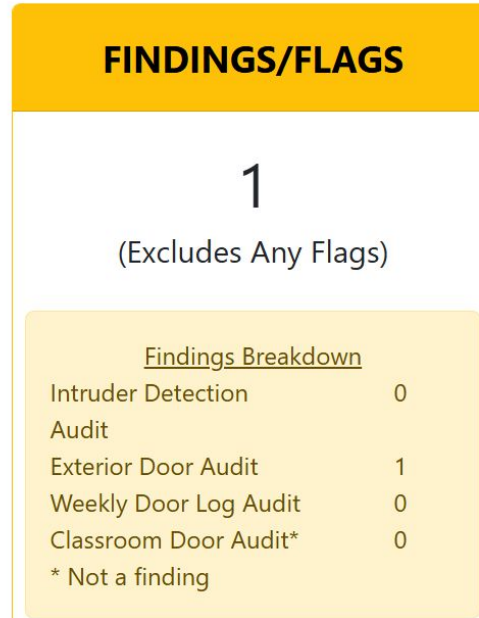 FINDINGS/FLAGS
1
(Excludes Any Flags)
Findings Breakdown
Intruder Detection 0
Audit
Exterior Door Audit 1
Weekly Door Log Audit 0
Classroom Door Audit* 0
* Not a finding